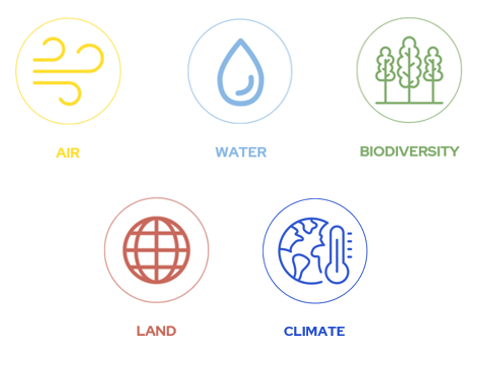 AIR
WATER
BIODIVERSITY
LAND
CLIMATE